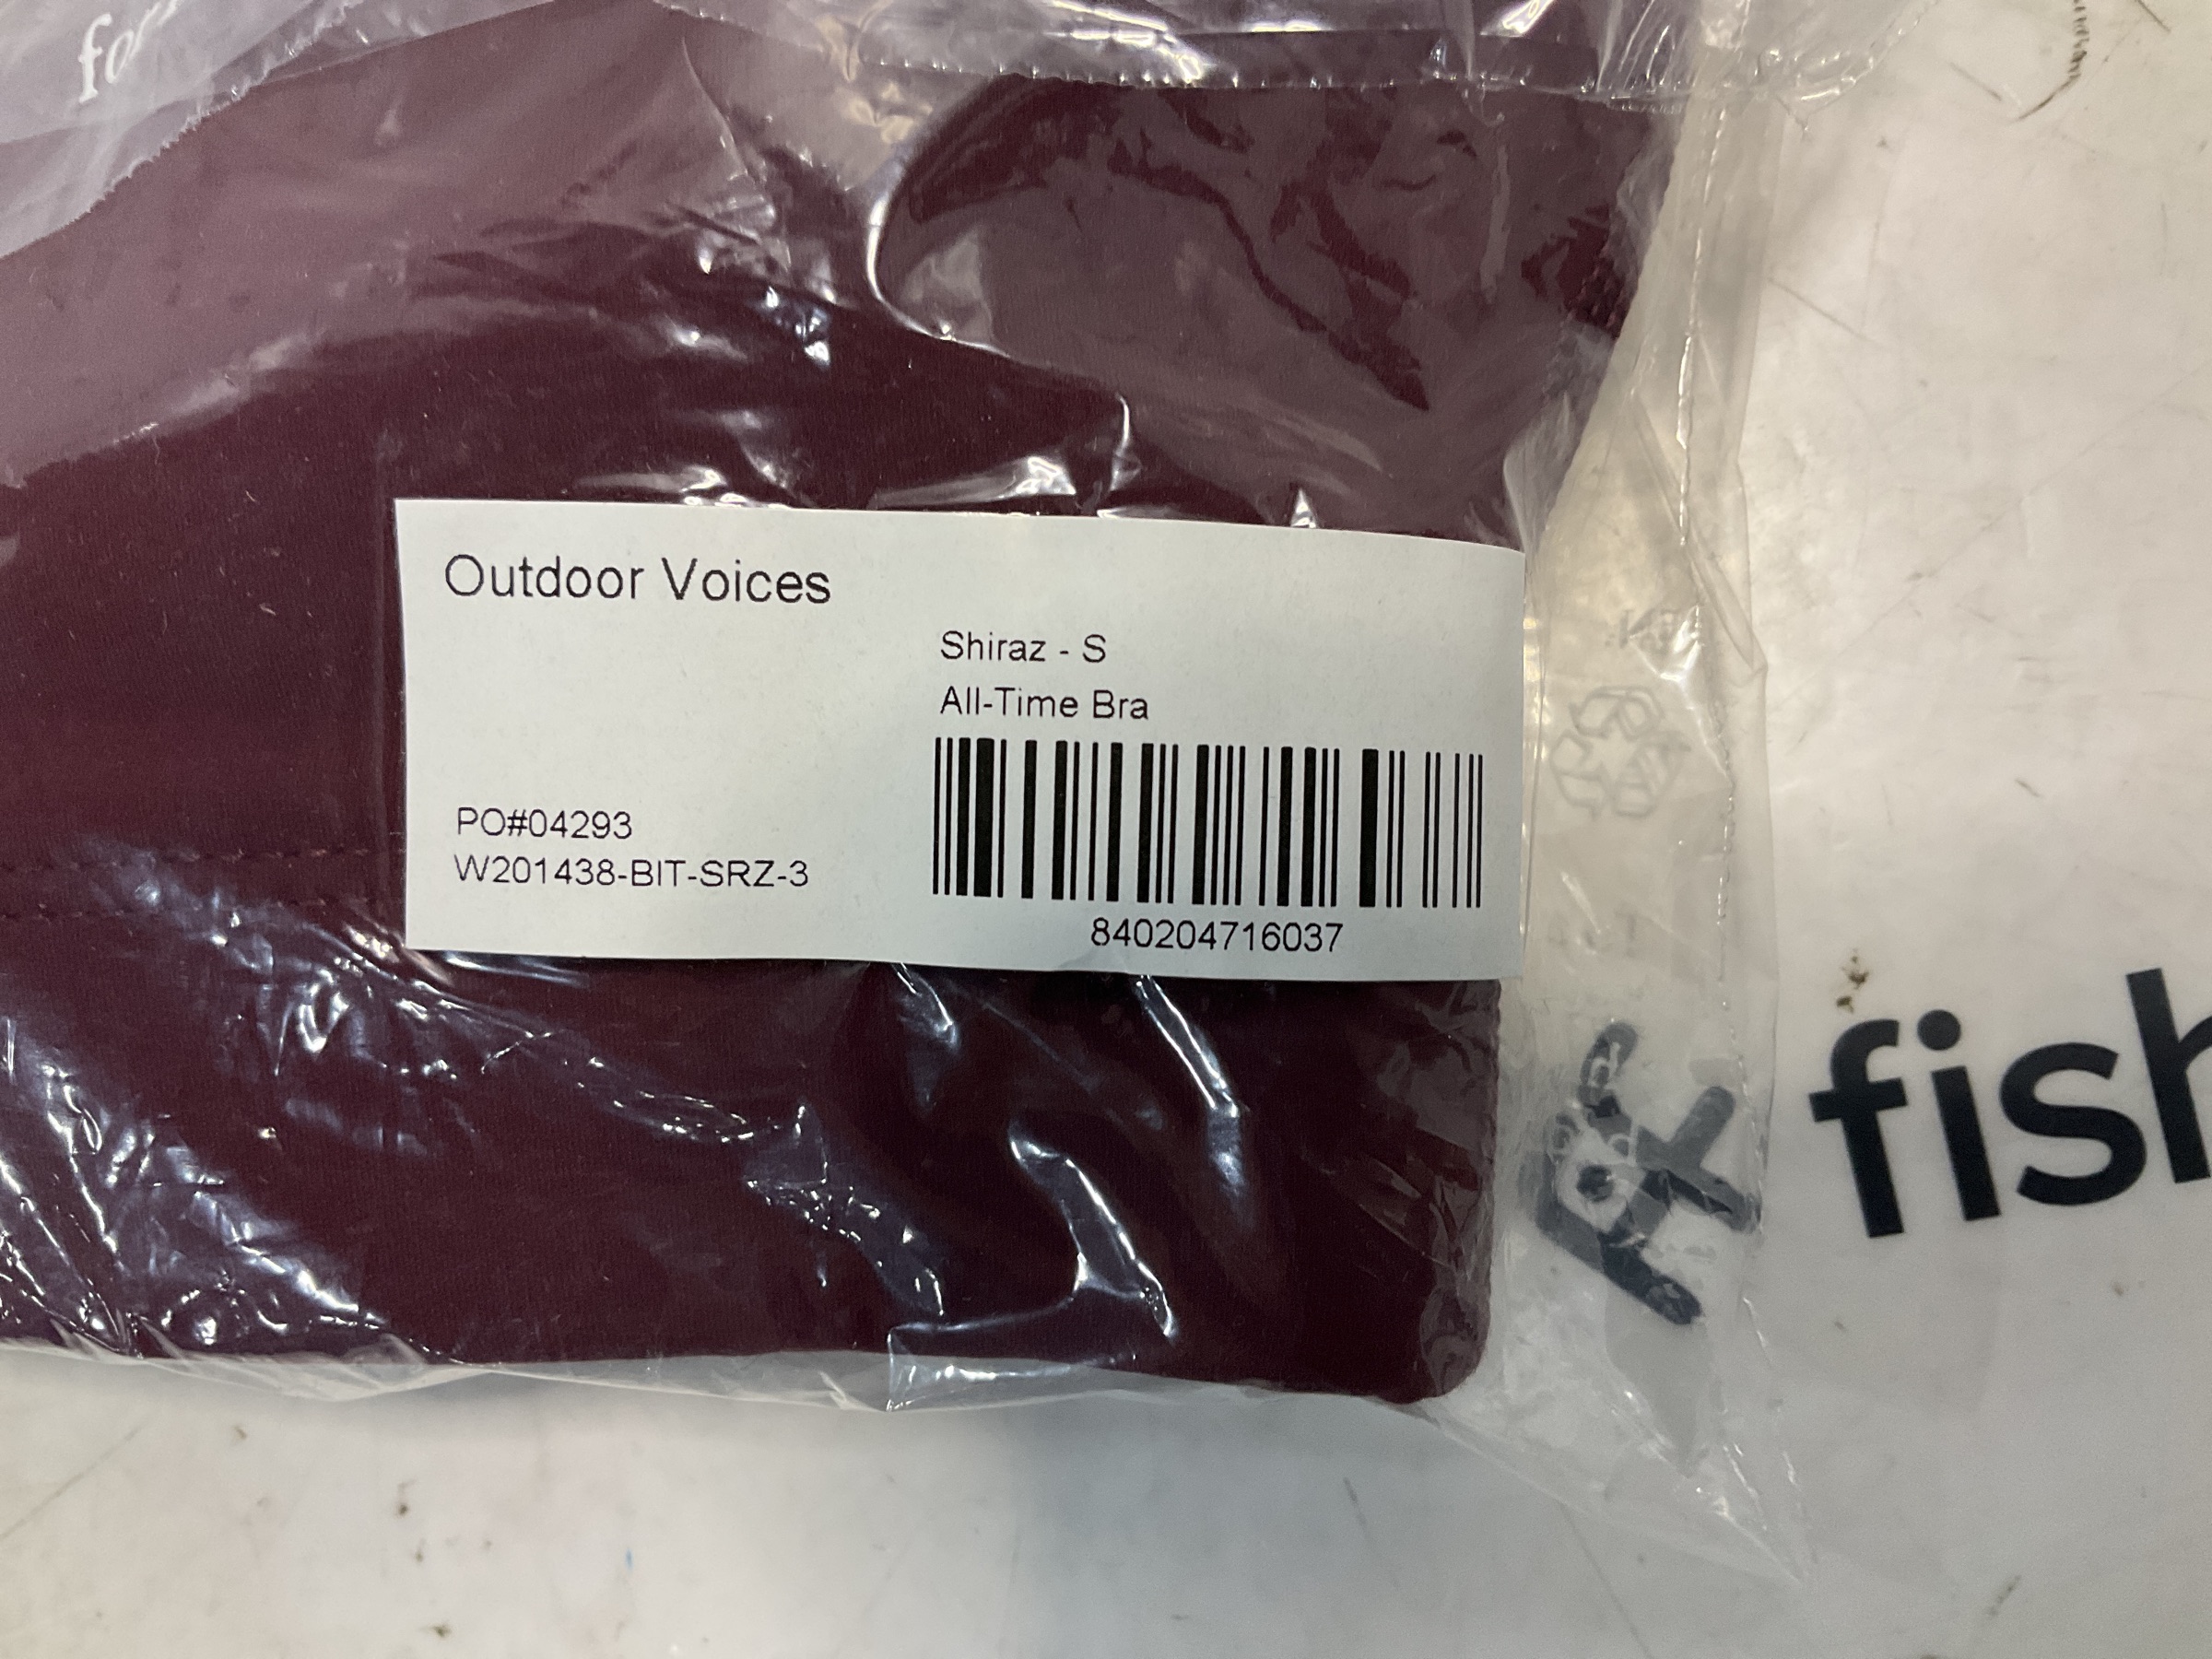 Outdoor Voices
Shiraz - S
All-Time Bra
PO#04293
W201438-BIT-SRZ-3
840204716037
fish